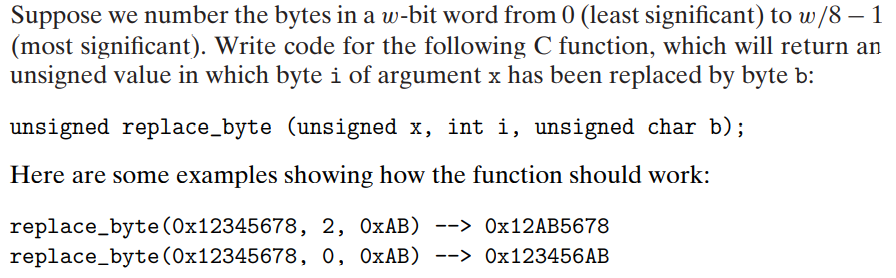 Suppose we number the bytes in a w-bit word from 0 (least significant) to w/8 – 1
(most significant). Write code for the following C function, which will return an
unsigned value in which byte i of argument x has been replaced by byte b:
unsigned replace_byte (unsigned x, int i, unsigned char b);
Here are some examples showing how the function should work:
replace_byte(0x12345678, 2, 0xAB) --> 0x12AB5678
replace_byte(0x12345678, 0, 0xAB) --> 0x123456AB